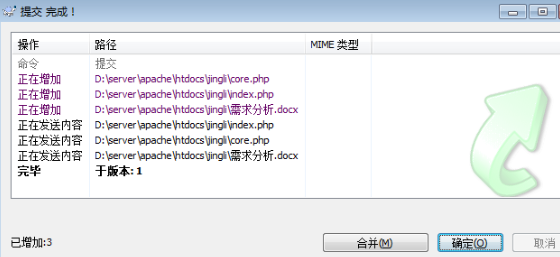 提交 完成！
操作 路径 MIME 类型
命令 提交
正在增加 D:\server\apache\htdocs\jingli\core.php
正在增加 D:\server\apache\htdocs\jingli\index.php
正在增加 D:\server\apache\htdocs\jingli\需求分析.docx
正在发送内容 D:\server\apache\htdocs\jingli\index.php
正在发送内容 D:\server\apache\htdocs\jingli\core.php
正在发送内容 D:\server\apache\htdocs\jingli\需求分析.docx
完毕 于版本: 1
已增加:3 合并(M) 确定(O) 取消